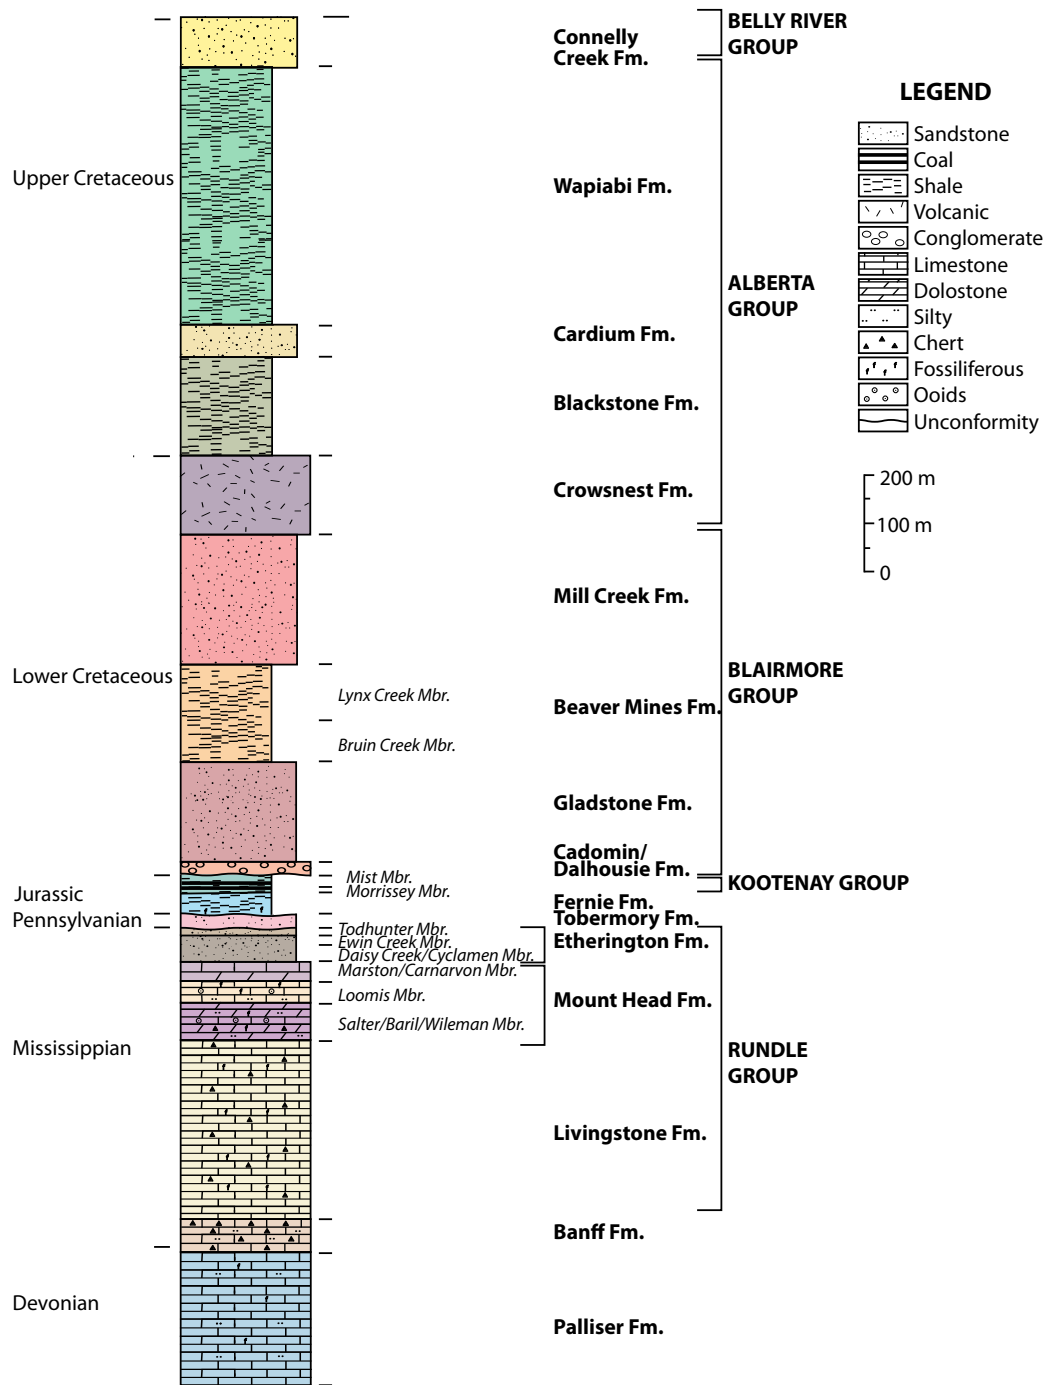 BELLY RIVER
GROUP
Connelly
Creek Fm.
LEGEND
Sandstone
Coal
Shale
Volcanic
Conglomerate
Limestone
Dolostone
Silty
Chert
Fossiliferous
Ooids
Unconformity
Upper Cretaceous
Wapiabi Fm.
ALBERTA
GROUP
Cardium Fm.
Blackstone Fm.
Crowsnest Fm.
200 m
100 m
0
Mill Creek Fm.
Lower Cretaceous
BLAIRMORE
GROUP
Lynx Creek Mbr.
Beaver Mines Fm.
Bruin Creek Mbr.
Gladstone Fm.
Cadomin/
Dalhousie Fm.
Mist Mbr.
KOOTENAY GROUP
Morrissey Mbr.
Jurassic
Fernie Fm.
Pennsylvanian
Tobermory Fm.
Todhunter Mbr.
Ewin Creek Mbr.
Etherington Fm.
Daisy Creek/Cyclamen Mbr.
Marston/Carnarvon Mbr.
Loomis Mbr.
Mount Head Fm.
Salter/Baril/Wileman Mbr.
Mississippian
RUNDLE
GROUP
Livingstone Fm.
Banff Fm.
Devonian
Palliser Fm.